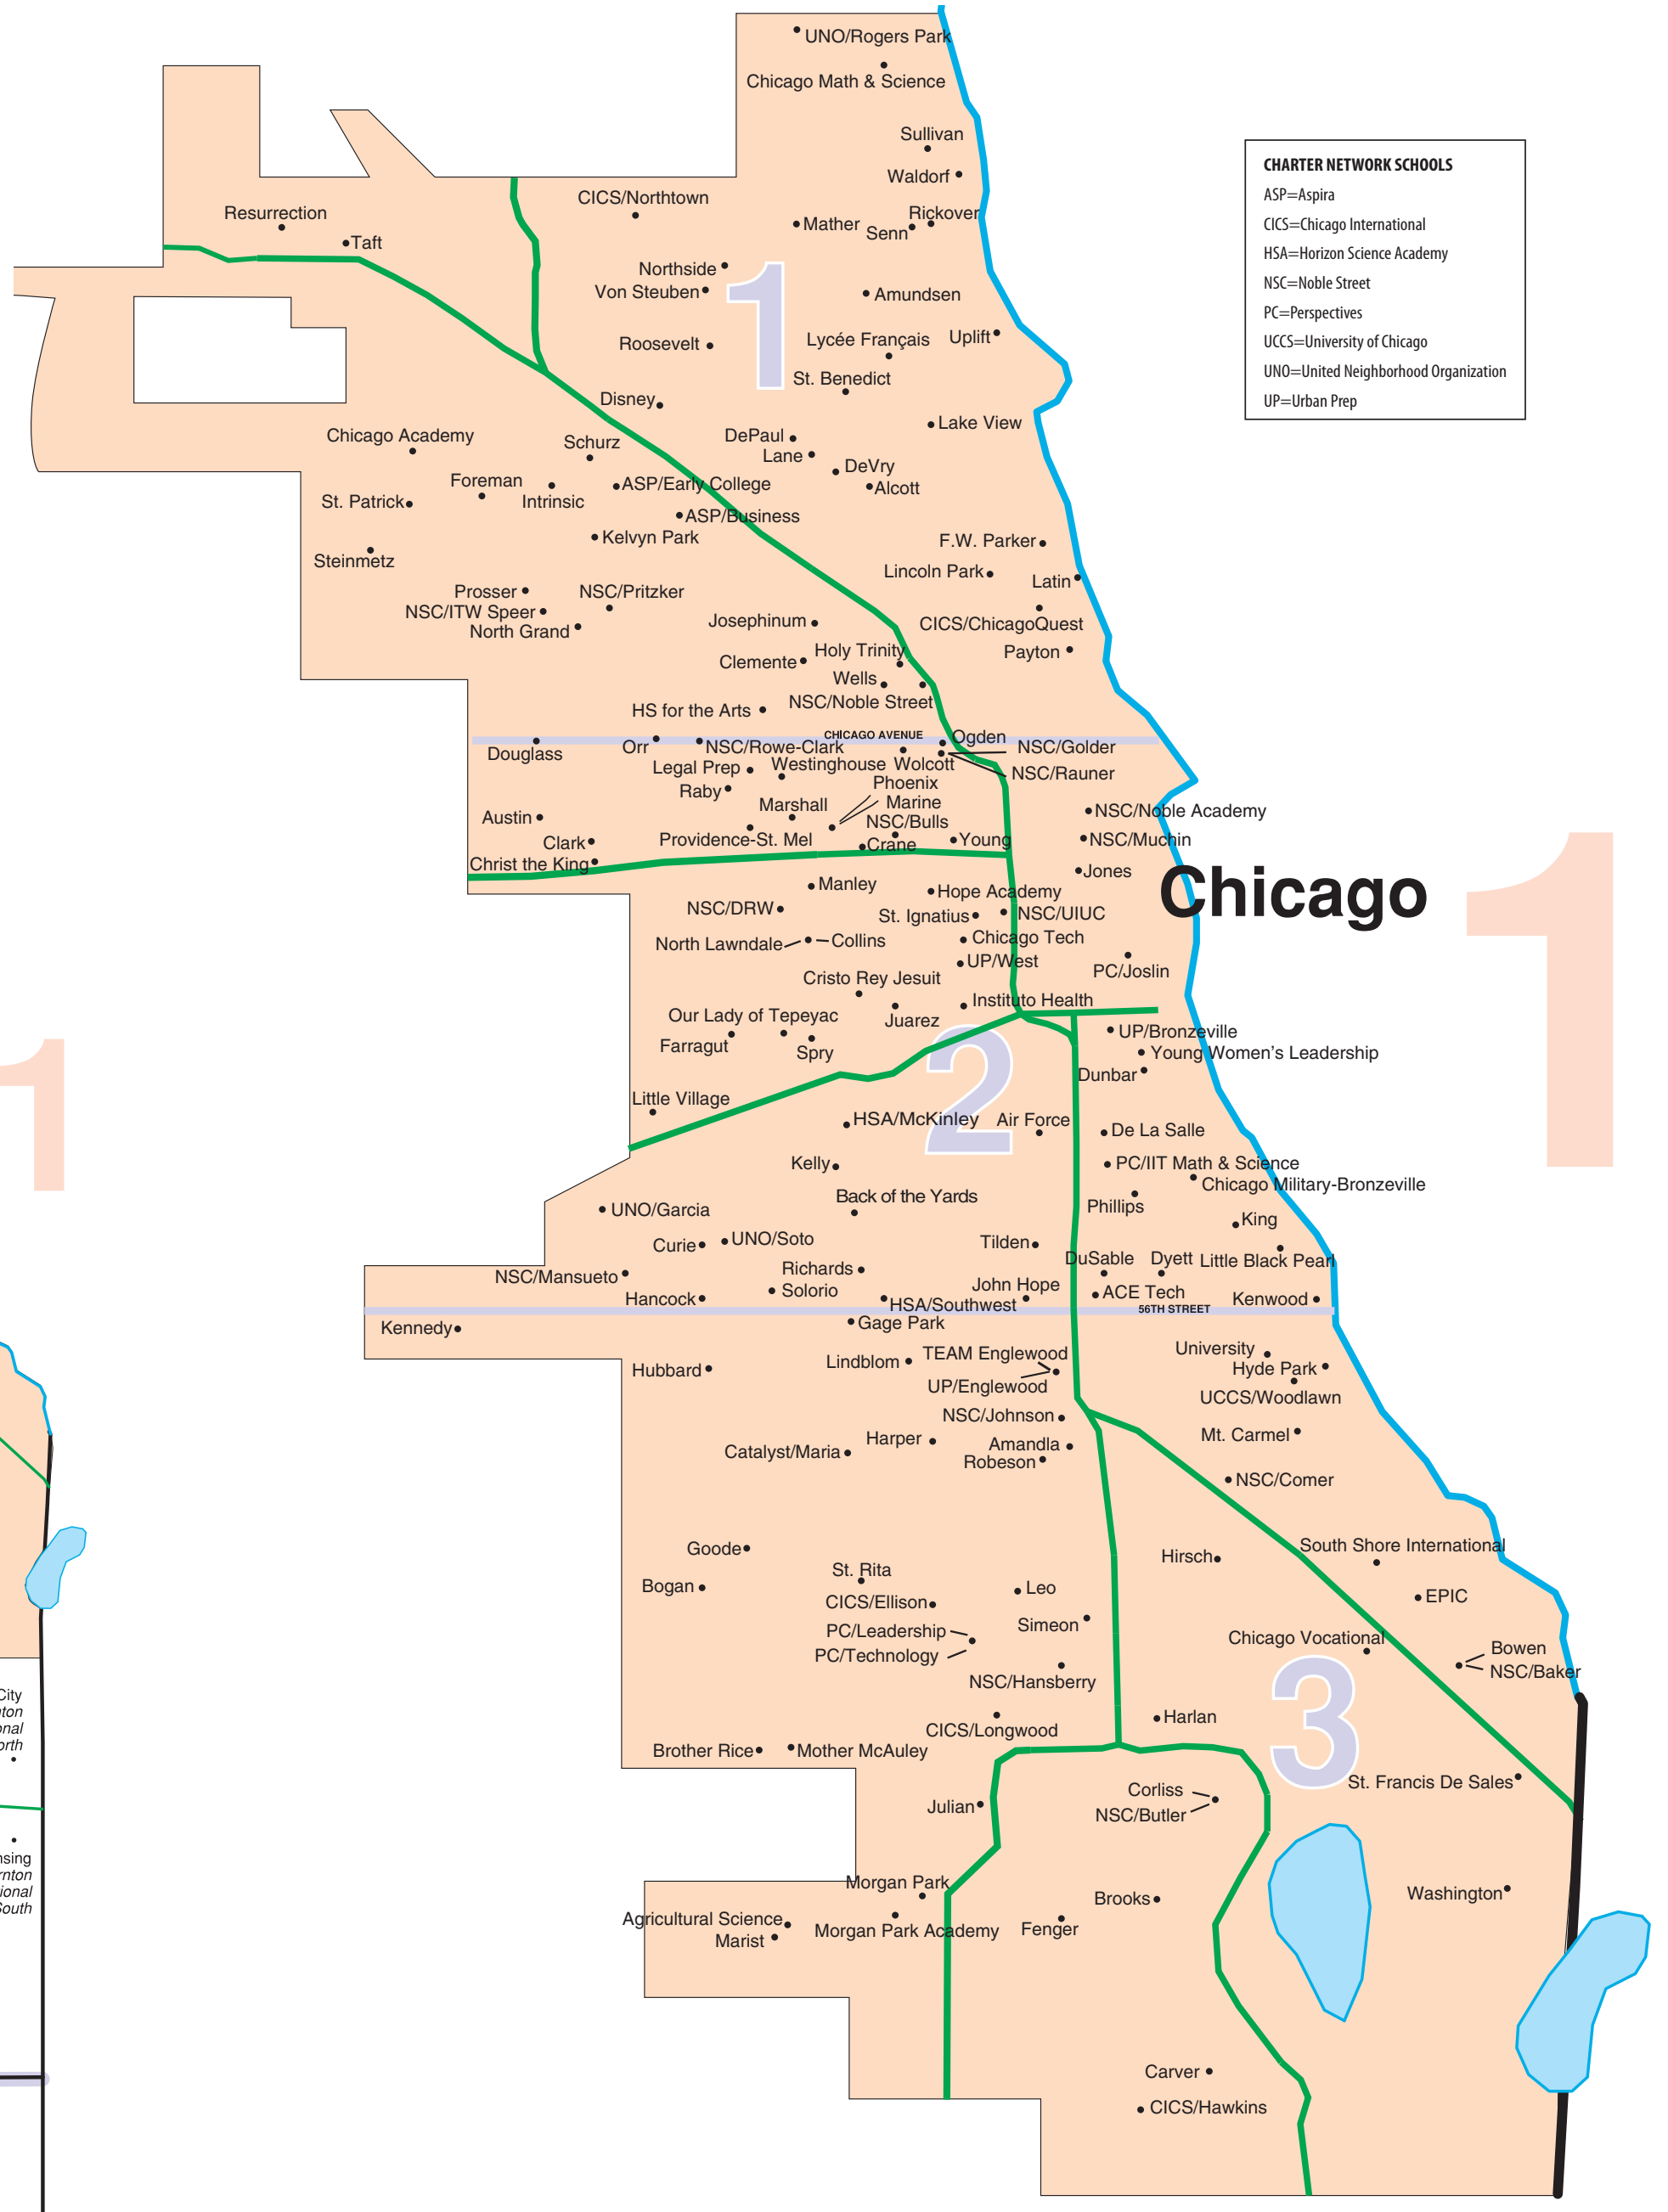 UNO/Rogers Park
Chicago Math & Science
Sullivan
Waldorf
CHARTER NETWORK SCHOOLS
ASP=Aspira
CICS=Chicago International
HSA=Horizon Science Academy
NSC=Noble Street
PC=Perspectives
UCCS=University of Chicago
UNO=United Neighborhood Organization
UP=Urban Prep
CICS/Northtown
Resurrection
Taft
Mather
Rickover
Senn
Northside
Von Steuben
1
Amundsen
Roosevelt
Lycée Français
Uplift
St. Benedict
Disney
Lake View
Chicago Academy
Schurz
DePaul
Lane
DeVry
Alcott
Foreman
Intrinsic
ASP/Early College
St. Patrick
ASP/Business
Kelvyn Park
Steinmetz
F.W. Parker
Lincoln Park
Latin
Prosser
NSC/Pritzker
NSC/ITW Speer
North Grand
Josephinum
CICS/ChicagoQuest
Holy Trinity
Payton
Clemente
Wells
NSC/Noble Street
HS for the Arts
CHICAGO AVENUE
Ogden
Douglass
Orr
NSC/Rowe-Clark
NSC/Golder
Legal Prep
Westinghouse
Wolcott
NSC/Rauner
Raby
Phoenix
Marine
Marshall
NSC/Noble Academy
Austin
NSC/Bulls
Clark
Providence-St. Mel
Crane
Young
NSC/Muchin
Christ the King
Jones
Chicago
1
Manley
Hope Academy
NSC/DRW
St. Ignatius
NSC/UIUC
North Lawndale
Collins
Chicago Tech
UP/West
PC/Joslin
Cristo Rey Jesuit
Instituto Health
Our Lady of Tepeyac
Juarez
Farragut
Spry
UP/Bronzeville
Young Women's Leadership
Dunbar
1
2
Little Village
HSA/McKinley
Air Force
De La Salle
Kelly
PC/IIT Math & Science
Chicago Military-Bronzeville
Back of the Yards
Phillips
UNO/Garcia
King
Curie
UNO/Soto
Tilden
DuSable
Dyett
Little Black Pearl
NSC/Mansueto
Richards
Solorio
John Hope
ACE Tech
Hancock
HSA/Southwest
56TH STREET
Kenwood
Kennedy
Gage Park
Hubbard
Lindblom
TEAM Englewood
University
Hyde Park
UP/Englewood
UCCS/Woodlawn
NSC/Johnson
Harper
Amandla
Mt. Carmel
Catalyst/Maria
Robeson
NSC/Comer
Goode
Hirsch
South Shore International
Bogan
St. Rita
Leo
EPIC
CICS/Ellison
Simeon
PC/Leadership
PC/Technology
Chicago Vocational
Bowen
NSC/Baker
NSC/Hansberry
3
CICS/Longwood
Harlan
Brother Rice
Mother McAuley
St. Francis De Sales
Julian
Corliss
NSC/Butler
Morgan Park
Brooks
Washington
Agricultural Science
Marist
Morgan Park Academy
Fenger
Carver
CICS/Hawkins
City
ton
onal
orth
nsing
rnton
ional
South